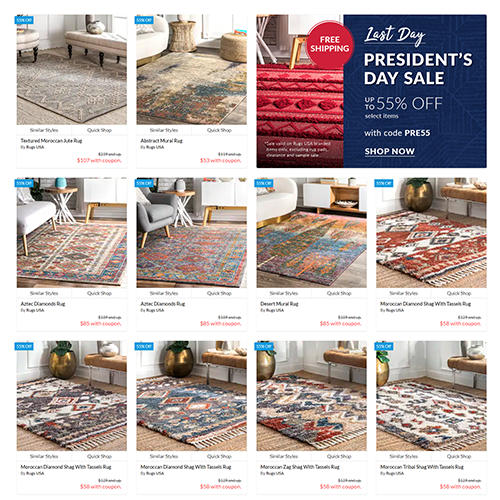 55% Off
55% Off
FREE
SHIPPING
Last Day
PRESIDENT'S
DAY SALE
UP TO 55% OFF
select items
with code PRE55
SHOP NOW
*Sale valid on Rugs USA branded
items only, excluding rug pads,
clearance and sample sale.
Similar Styles Quick Shop
Similar Styles Quick Shop
Textured Moroccan Jute Rug
By Rugs USA
$107 with coupon.
Abstract Mural Rug
By Rugs USA
$53 with coupon.
55% Off
55% Off
55% Off
55% Off
Similar Styles Quick Shop
Similar Styles Quick Shop
Similar Styles Quick Shop
Similar Styles Quick Shop
Aztec Diamonds Rug
By Rugs USA
$189 and up.
$85 with coupon.
Aztec Diamonds Rug
By Rugs USA
$189 and up.
$85 with coupon.
Desert Mural Rug
By Rugs USA
$189 and up.
$85 with coupon.
Moroccan Diamond Shag With Tassels Rug
By Rugs USA
$129 and up.
$58 with coupon.
55% Off
55% Off
55% Off
55% Off
Similar Styles Quick Shop
Similar Styles Quick Shop
Similar Styles Quick Shop
Similar Styles Quick Shop
Moroccan Diamond Shag With Tassels Rug
By Rugs USA
$129 and up.
$58 with coupon.
Moroccan Diamond Shag With Tassels Rug
By Rugs USA
$129 and up.
$58 with coupon.
Moroccan Zag Shag With Tassels Rug
By Rugs USA
$129 and up.
$58 with coupon.
Moroccan Tribal Shag With Tassels Rug
By Rugs USA
$129 and up.
$58 with coupon.